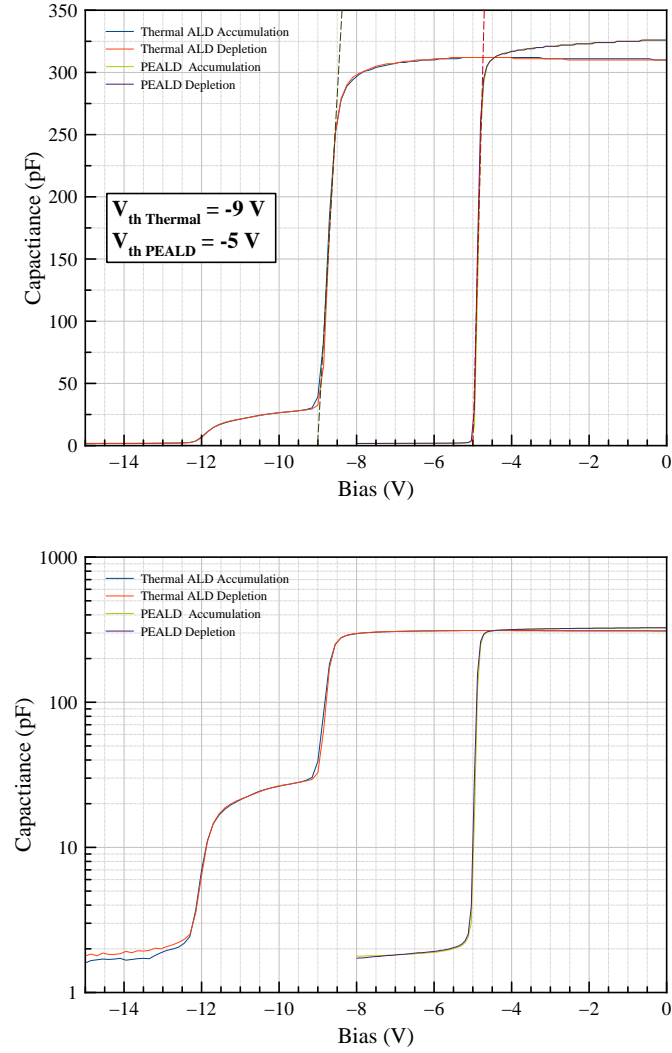 350
300
250
200
150
100
50
0
Capactiance (pF)
Thermal ALD Accumulation
Thermal ALD Depletion
PEALD Accumulation
PEALD Depletion
V th Thermal = -9 V
V th PEALD = -5 V
−14 −12 −10 −8 −6 −4 −2 0
Bias (V)
1000
100
10
1
Capactiance (pF)
Thermal ALD Accumulation
Thermal ALD Depletion
PEALD Accumulation
PEALD Depletion
−14 −12 −10 −8 −6 −4 −2 0
Bias (V)